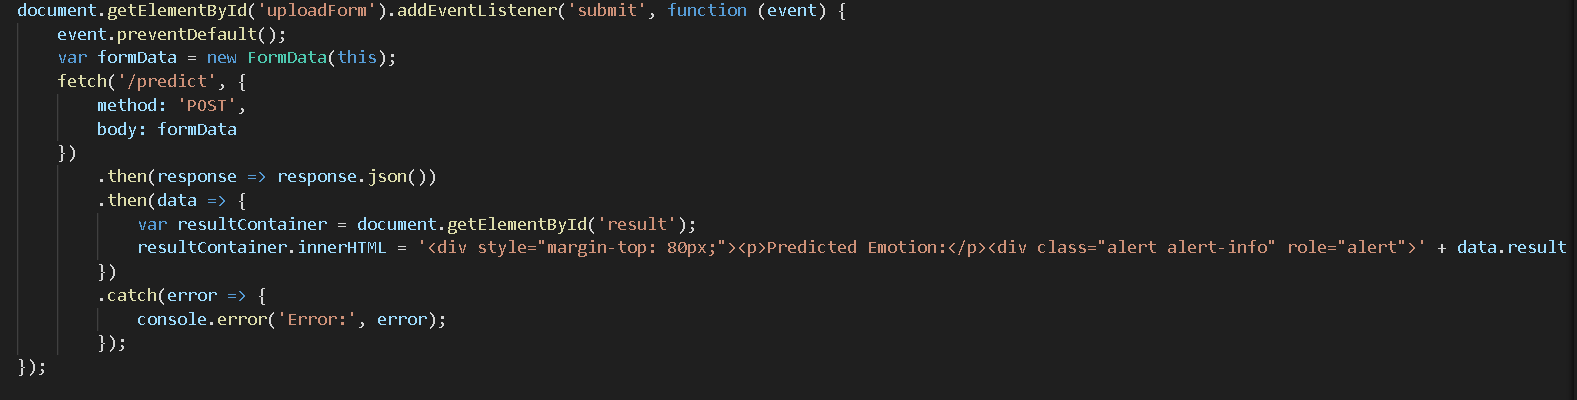 document.getElementById('uploadForm').addEventListener('submit', function (event) {
    event.preventDefault();
    var formData = new FormData(this);
    fetch('/predict', {
        method: 'POST',
        body: formData
    })
        .then(response => response.json())
        .then(data => {
            var resultContainer = document.getElementById('result');
            resultContainer.innerHTML = '<div style="margin-top: 80px;"><p>Predicted Emotion:</p><div class="alert alert-info" role="alert">' + data.result
        })
        .catch(error => {
            console.error('Error:', error);
        });
});